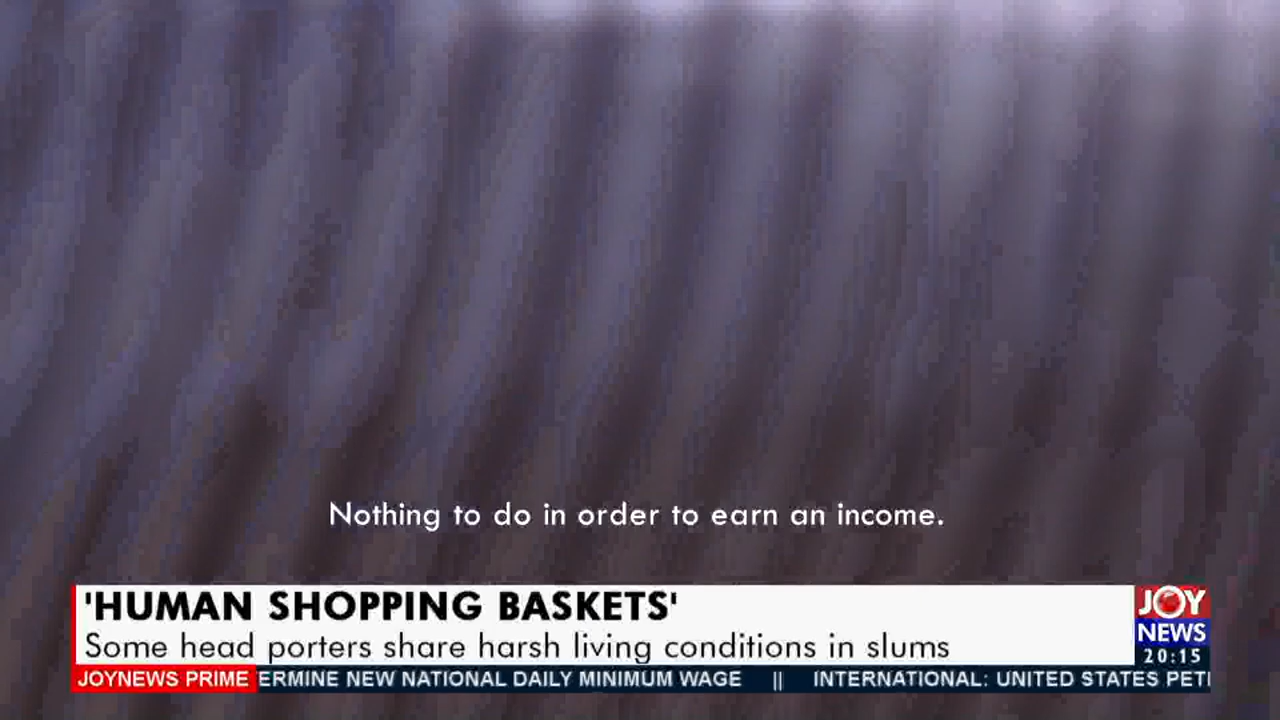 Nothing to do in order to earn an income.
'HUMAN SHOPPING BASKETS'
Some head porters share harsh living conditions in slums
JOY
NEWS
20:15
JOYNEWS PRIME
ERMINE NEW NATIONAL DAILY MINIMUM WAGE || INTERNATIONAL: UNITED STATES PETI